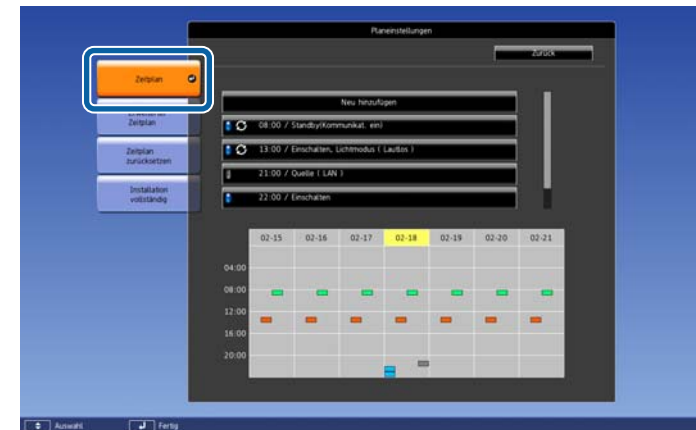 Planeinstellungen
Zurück
Zeitplan
Zeitplan
Zeitplan
zurücksetzen
Installation
vollständig
Neu hinzufügen
08:00 / Standby(Kommunikat. ein)
13:00 / Einschalten, Lichtmodus ( Lautlos )
21:00 / Quelle ( LAN )
22:00 / Einschalten
02-15 02-16 02-17 02-18 02-19 02-20 02-21
04:00
08:00
12:00
16:00
20:00
Auswahl
Fertig